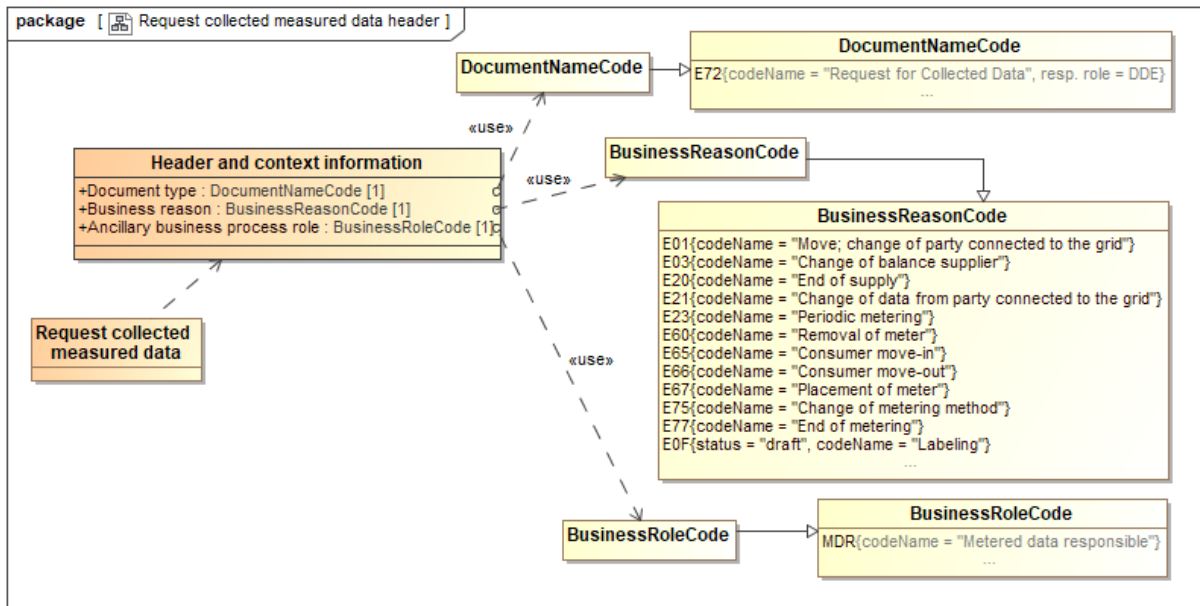 package [ Request collected measured data header ]
DocumentNameCode
DocumentNameCode
E72{codeName = "Request for Collected Data", resp. role = DDE}
...
«use»
Header and context information
+Document type : DocumentNameCode [1]
+Business reason : BusinessReasonCode [1]
+Ancillary business process role : BusinessRoleCode [1]
«use»
BusinessReasonCode
BusinessReasonCode
E01{codeName = "Move; change of party connected to the grid"}
E03{codeName = "Change of balance supplier"}
E20{codeName = "End of supply"}
E21{codeName = "Change of data from party connected to the grid"}
E23{codeName = "Periodic metering"}
E60{codeName = "Removal of meter"}
E65{codeName = "Consumer move-in"}
E66{codeName = "Consumer move-out"}
E67{codeName = "Placement of meter"}
E75{codeName = "Change of metering method"}
E77{codeName = "End of metering"}
E0F{status = "draft", codeName = "Labeling"}
...
Request collected
measured data
«use»
BusinessRoleCode
BusinessRoleCode
MDR{codeName = "Metered data responsible"}
...